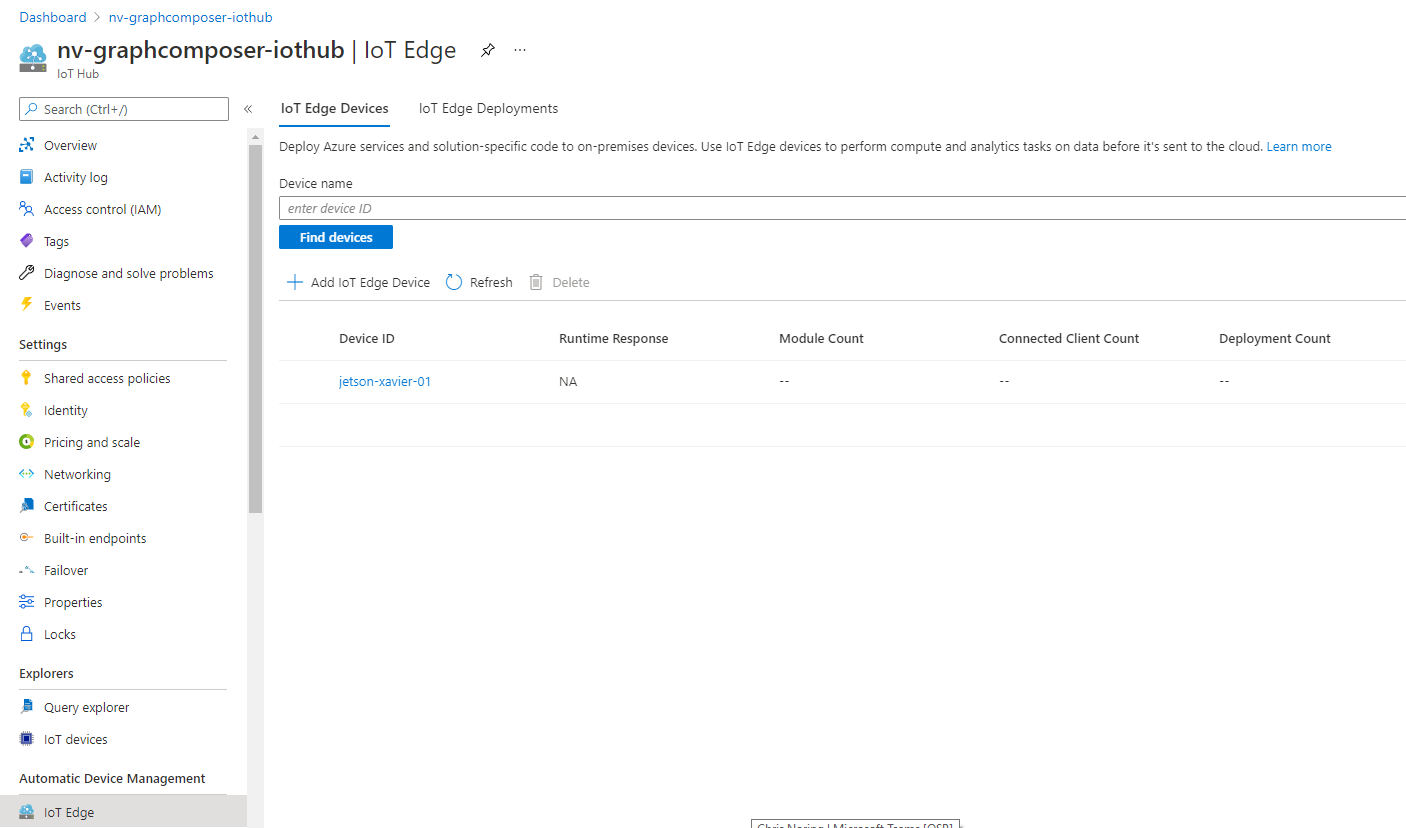 Dashboard > nv-graphcomposer-iothub
nv-graphcomposer-iothub | IoT Edge ...
IoT Hub
Search (Ctrl+/)
«
Overview
Activity log
Access control (IAM)
Tags
Diagnose and solve problems
Events
Settings
Shared access policies
Identity
Pricing and scale
Networking
Certificates
Built-in endpoints
Failover
Properties
Locks
Explorers
Query explorer
IoT devices
Automatic Device Management
IoT Edge
IoT Edge Devices IoT Edge Deployments
Deploy Azure services and solution-specific code to on-premises devices. Use IoT Edge devices to perform compute and analytics tasks on data before it's sent to the cloud. Learn more
Device name
enter device ID
Find devices
Add IoT Edge Device Refresh Delete
Device ID Runtime Response Module Count Connected Client Count Deployment Count
jetson-xavier-01 NA -- -- --
Chris Noring | Microsoft Teams [QSP]